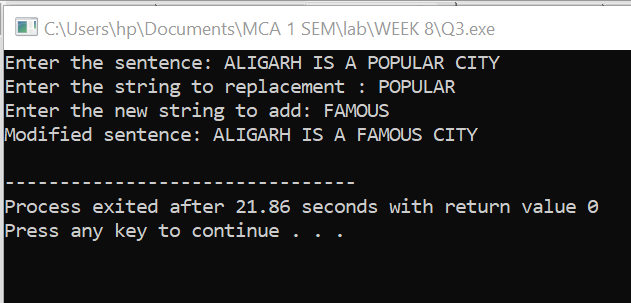 C:\Users\hp\Documents\MCA 1 SEM\lab\WEEK 8\Q3.exe
Enter the sentence: ALIGARH IS A POPULAR CITY
Enter the string to replacement : POPULAR
Enter the new string to add: FAMOUS
Modified sentence: ALIGARH IS A FAMOUS CITY
--------------------------------
Process exited after 21.86 seconds with return value 0
Press any key to continue . . .